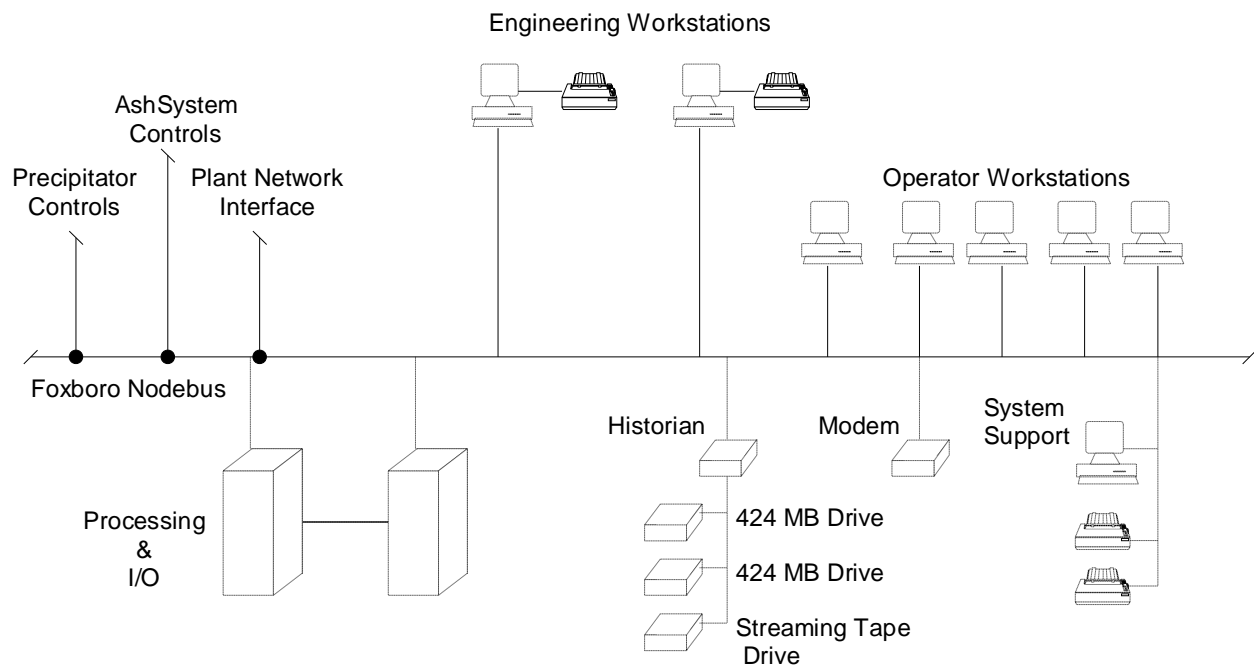 Engineering Workstations
AshSystem
Controls
Precipitator
Controls
Plant Network
Interface
Operator Workstations
Foxboro Nodebus
Historian
Modem
System
Support
Processing
&
I/O
424 MB Drive
424 MB Drive
Streaming Tape
Drive